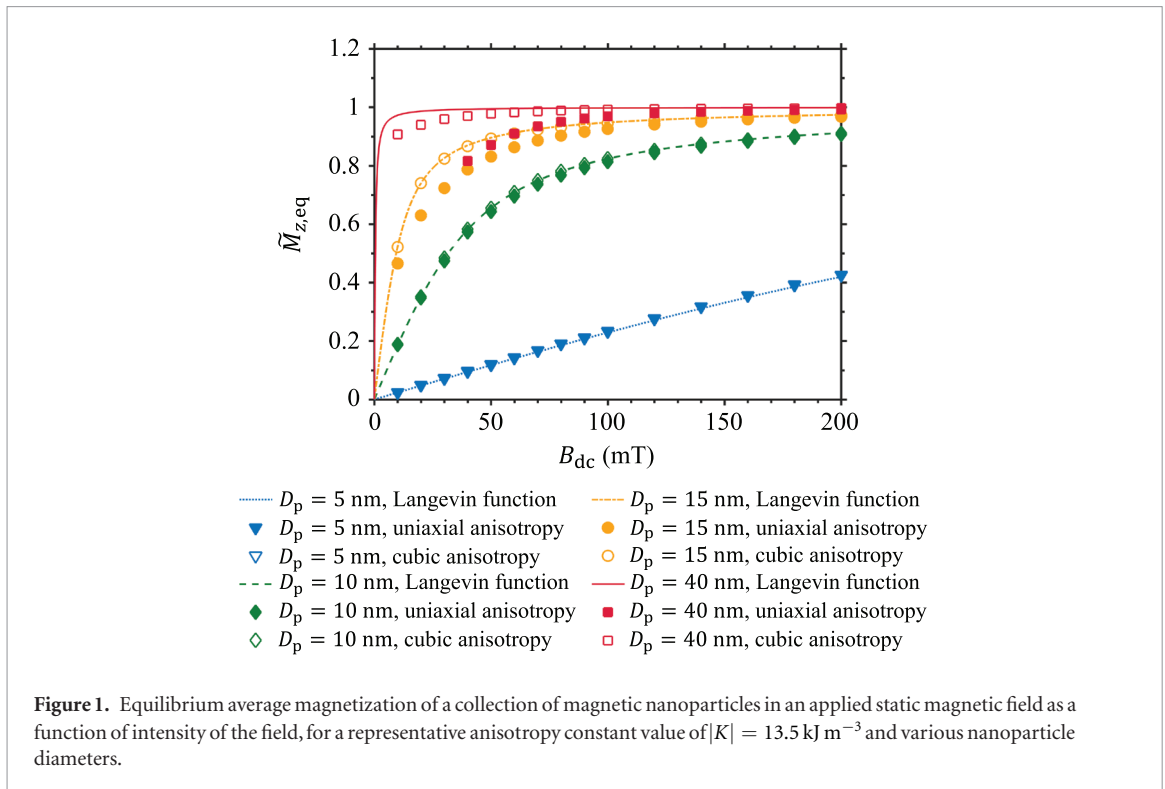 1.2
1
0.8
0.6
0.4
0.2
0
M̃z,eq
0 50 100 150 200
Bdc (mT)
Dp = 5 nm, Langevin function
Dp = 5 nm, uniaxial anisotropy
Dp = 5 nm, cubic anisotropy
Dp = 10 nm, Langevin function
Dp = 10 nm, uniaxial anisotropy
Dp = 10 nm, cubic anisotropy
Dp = 15 nm, Langevin function
Dp = 15 nm, uniaxial anisotropy
Dp = 15 nm, cubic anisotropy
Dp = 40 nm, Langevin function
Dp = 40 nm, uniaxial anisotropy
Dp = 40 nm, cubic anisotropy
Figure 1. Equilibrium average magnetization of a collection of magnetic nanoparticles in an applied static magnetic field as a
function of intensity of the field, for a representative anisotropy constant value of |K| = 13.5 kJ m⁻³ and various nanoparticle
diameters.